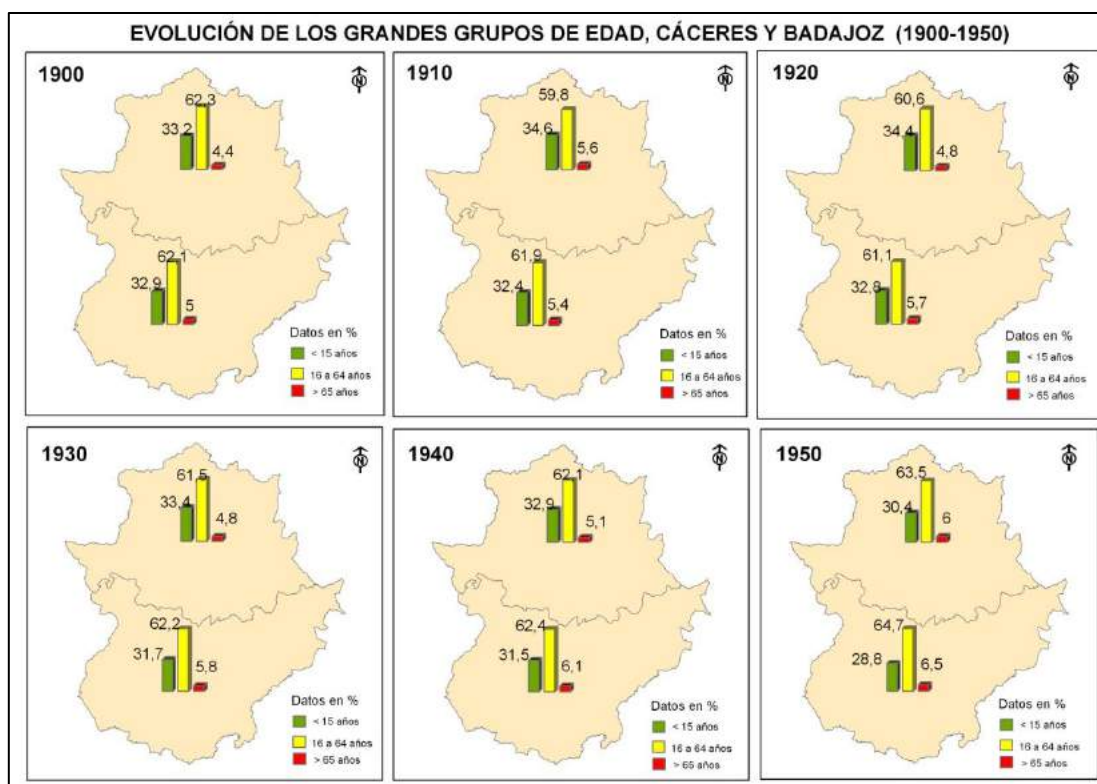 EVOLUCIÓN DE LOS GRANDES GRUPOS DE EDAD, CÁCERES Y BADAJOZ (1900-1950)
1900
N
62,3
33,2
4,4
62,1
32,9
5
Datos en %
< 15 años
16 a 64 años
> 65 años
1910
N
59,8
34,6
5,6
61,9
32,4
5,4
Datos en %
< 15 años
16 a 64 años
> 65 años
1920
N
60,6
34,4
4,8
61,1
32,8
5,7
Datos en %
< 15 años
16 a 64 años
> 65 años
1930
N
61,5
33,4
4,8
62,2
31,7
5,8
Datos en %
< 15 años
16 a 64 años
> 65 años
1940
N
62,1
32,9
5,1
62,4
31,5
6,1
Datos en %
< 15 años
16 a 64 años
> 65 años
1950
N
63,5
30,4
6
64,7
28,8
6,5
Datos en %
< 15 años
16 a 64 años
> 65 años